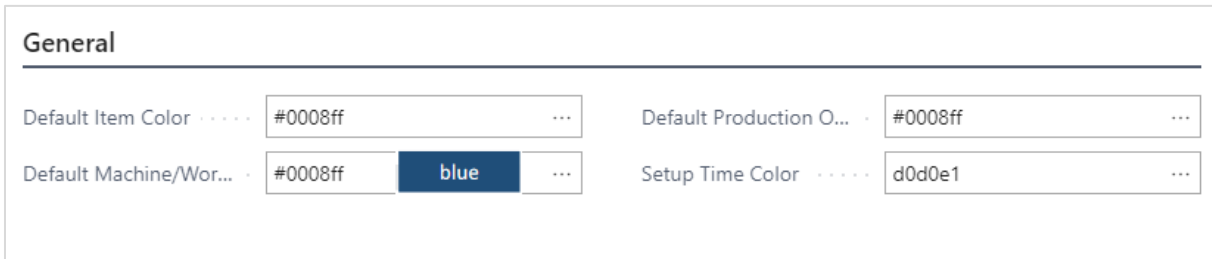 General
Default Item Color #0008ff ... Default Production O... #0008ff ...
Default Machine/Wor... #0008ff blue ... Setup Time Color d0d0e1 ...